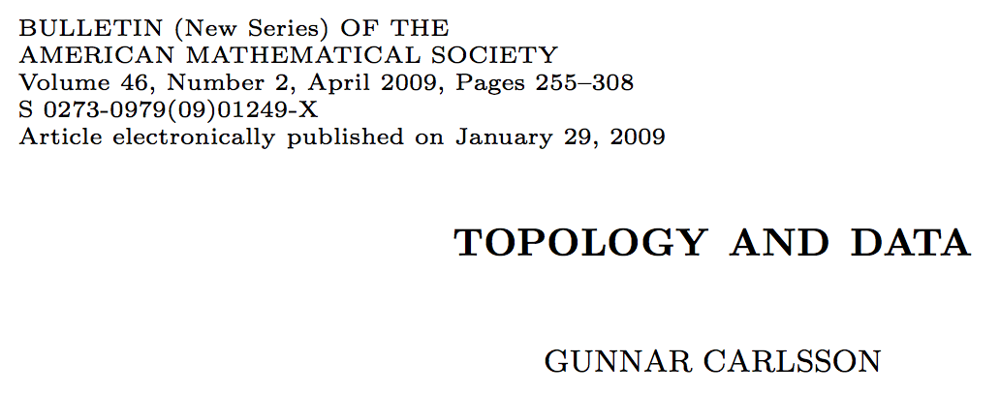 BULLETIN (New Series) OF THE
AMERICAN MATHEMATICAL SOCIETY
Volume 46, Number 2, April 2009, Pages 255–308
S 0273-0979(09)01249-X
Article electronically published on January 29, 2009
TOPOLOGY AND DATA
GUNNAR CARLSSON